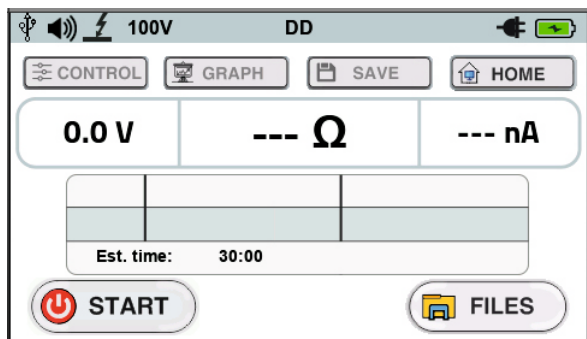 100V DD
CONTROL GRAPH SAVE HOME
0.0 V --- Ω --- nA
Est. time: 30:00
START FILES